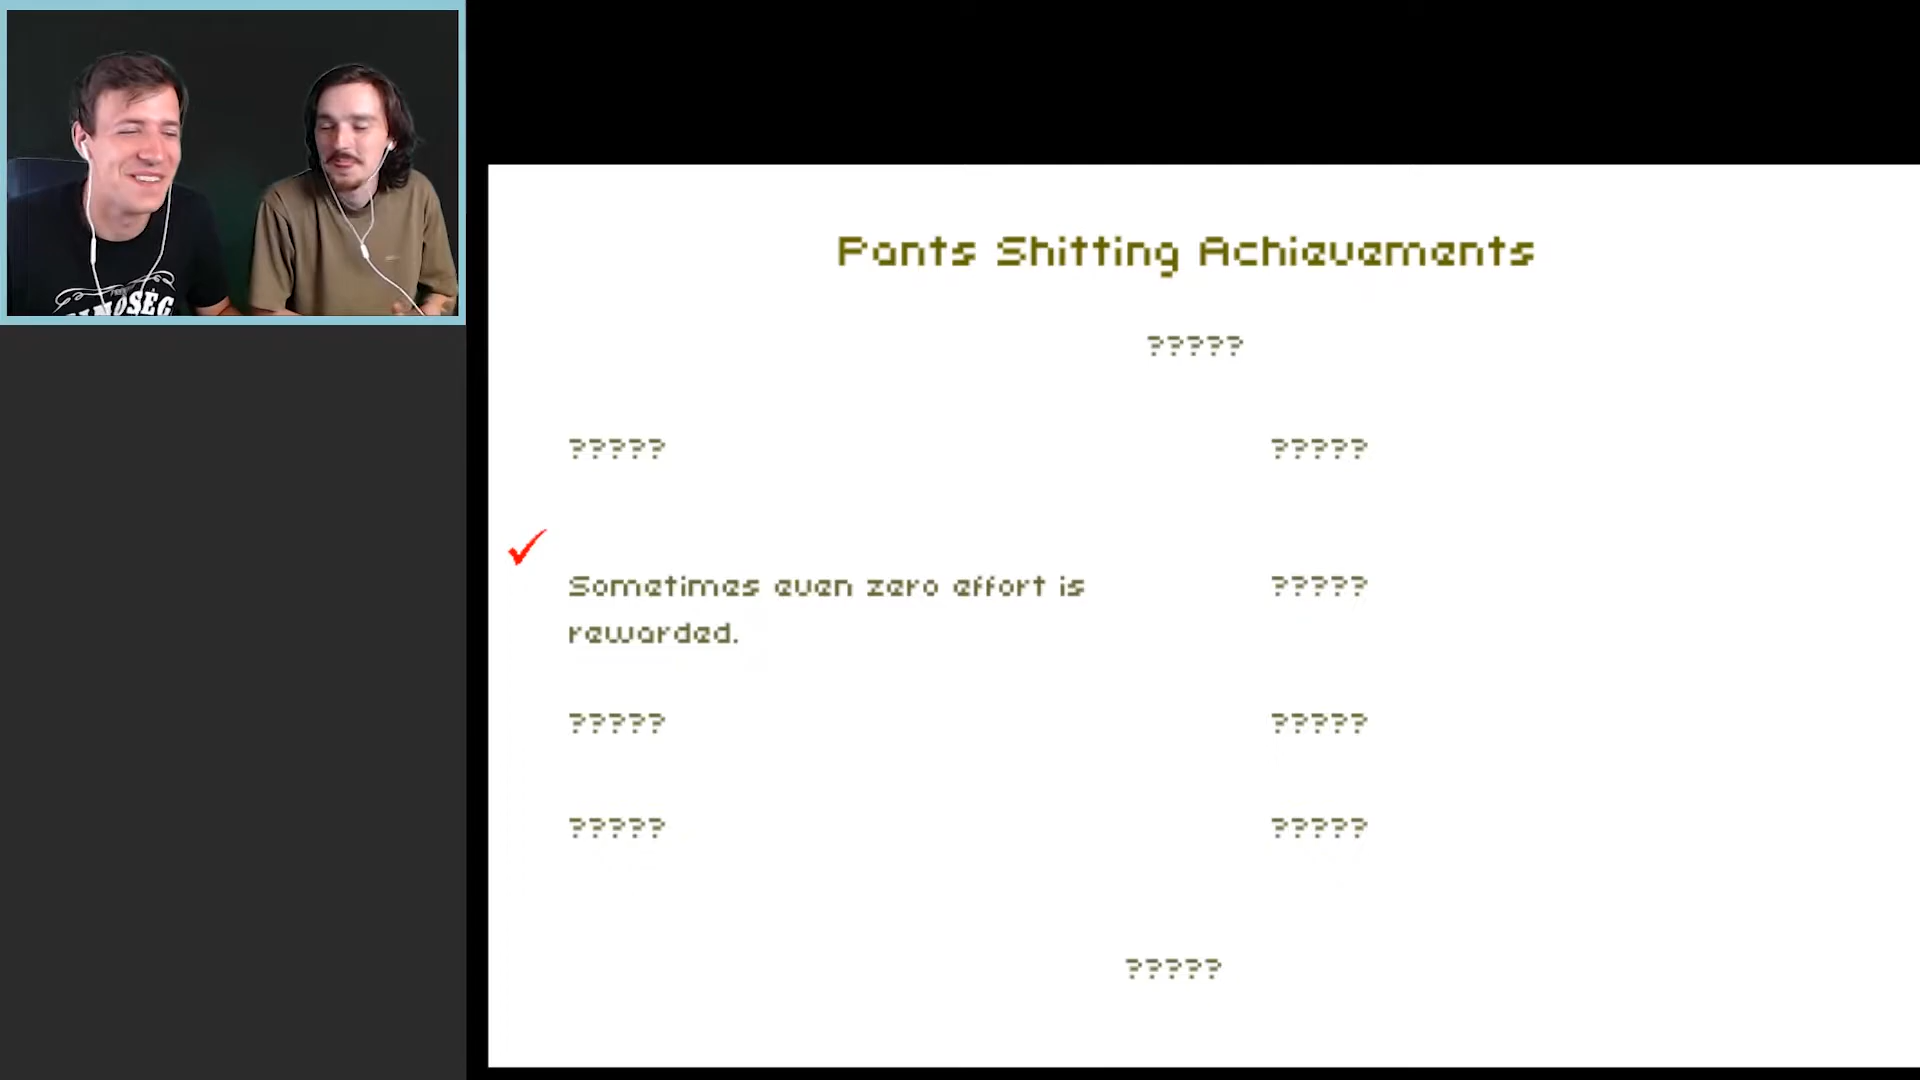 Pants Shitting Achievements
?????
????? ?????
Sometimes even zero effort is ?????
rewarded.
????? ?????
????? ?????
?????